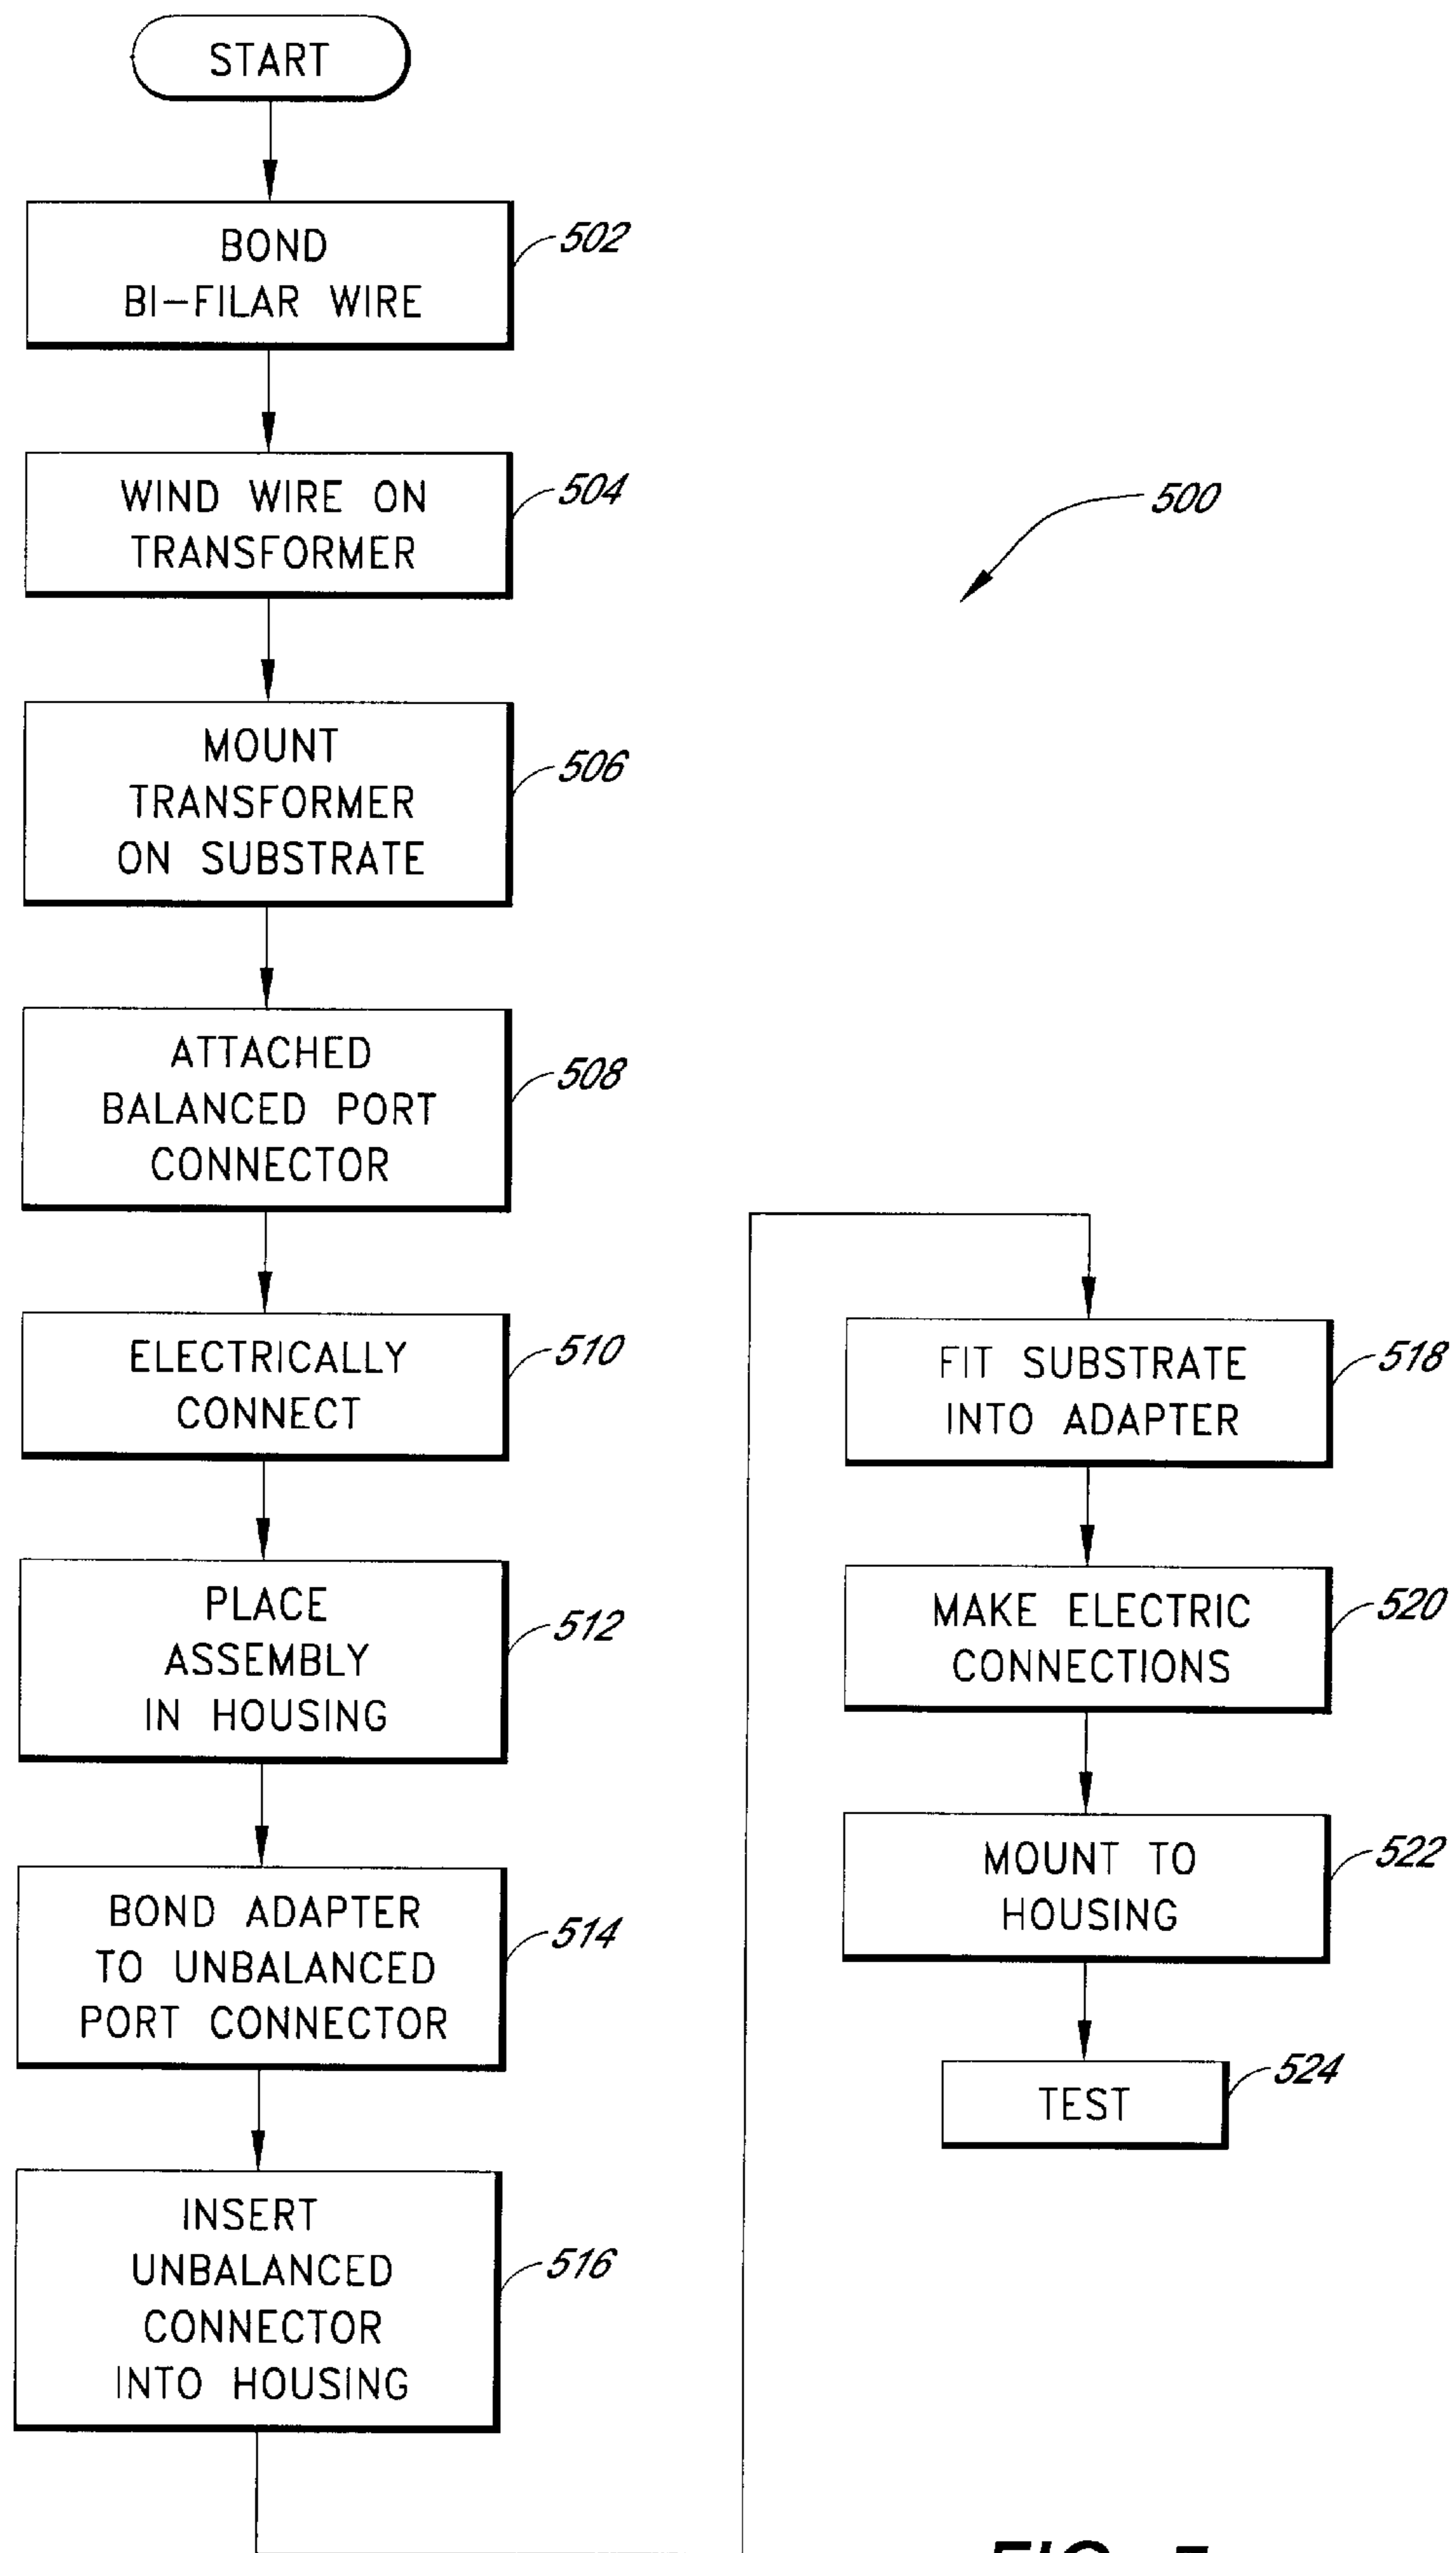 START
BOND
BI-FILAR WIRE
502
WIND WIRE ON
TRANSFORMER
504
500
MOUNT
TRANSFORMER
ON SUBSTRATE
506
ATTACHED
BALANCED PORT
CONNECTOR
508
ELECTRICALLY
CONNECT
510
PLACE
ASSEMBLY
IN HOUSING
512
BOND ADAPTER
TO UNBALANCED
PORT CONNECTOR
514
INSERT
UNBALANCED
CONNECTOR
INTO HOUSING
516
FIT SUBSTRATE
INTO ADAPTER
518
MAKE ELECTRIC
CONNECTIONS
520
MOUNT TO
HOUSING
522
TEST
524